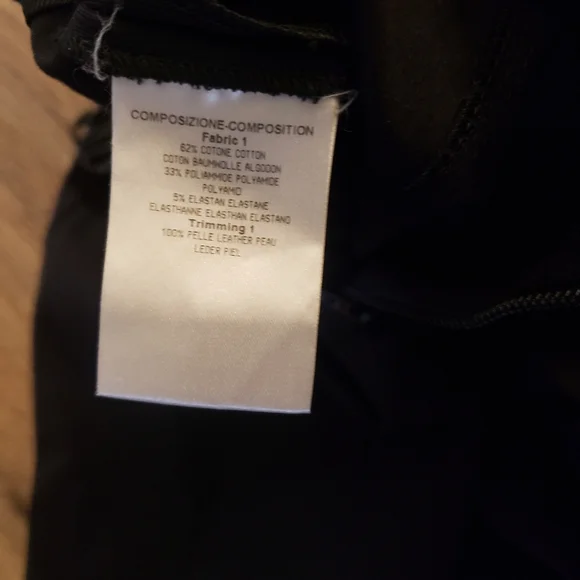 COMPOSIZIONE-COMPOSITION
Fabric 1
62% COTONE COTTON
COTON BAUMWOLLE ALGODON
33% POLIAMMIDE POLYAMIDE
POLYAMID
5% ELASTAN ELASTANE
ELASTHANNE ELASTHAN ELASTANO
Trimming 1
100% PELLE LEATHER PEAU
LEDER PIEL